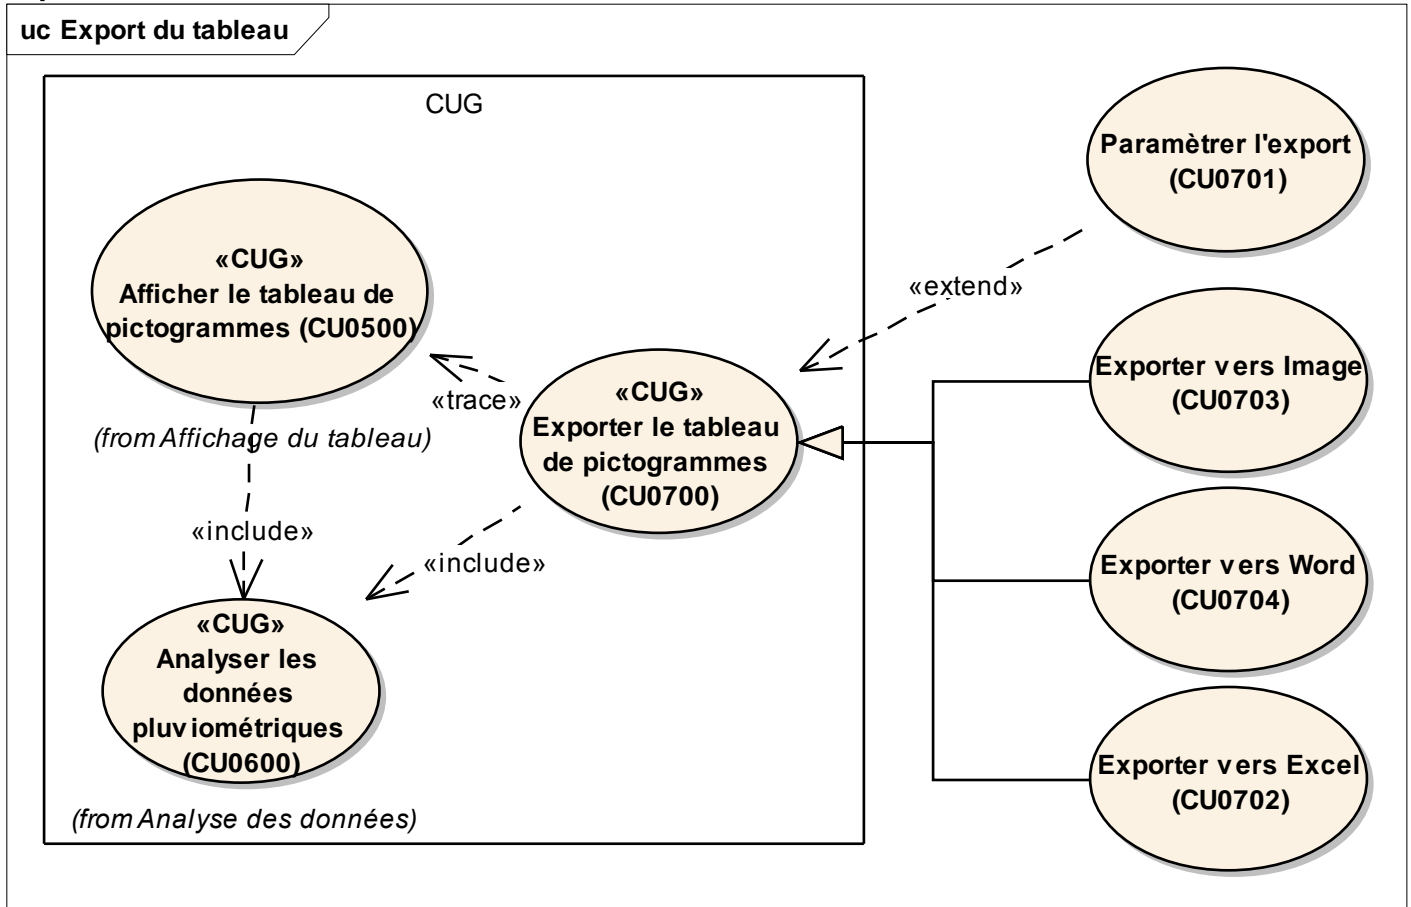 uc Export du tableau
CUG
«CUG»
Afficher le tableau de
pictogrammes (CU0500)
(from Affichage du tableau)
«include»
«CUG»
Analyser les
données
pluviométriques
(CU0600)
(from Analyse des données)
«trace»
«include»
«CUG»
Exporter le tableau
de pictogrammes
(CU0700)
«extend»
Paramètrer l'export
(CU0701)
Exporter vers Image
(CU0703)
Exporter vers Word
(CU0704)
Exporter vers Excel
(CU0702)